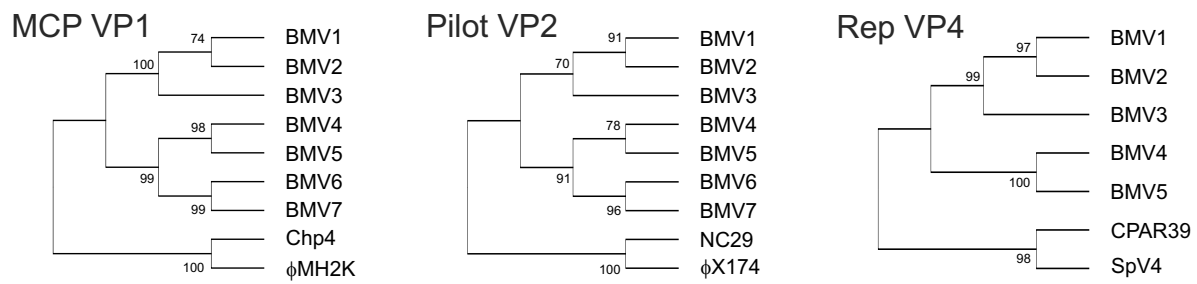 MCP VP1
74
BMV1
BMV2
100
BMV3
98
BMV4
BMV5
99
BMV6
99
BMV7
Chp4
100
ϕMH2K
Pilot VP2
91
BMV1
BMV2
70
BMV3
78
BMV4
BMV5
91
BMV6
96
BMV7
NC29
100
ϕX174
Rep VP4
97
BMV1
99
BMV2
BMV3
BMV4
100
BMV5
CPAR39
98
SpV4